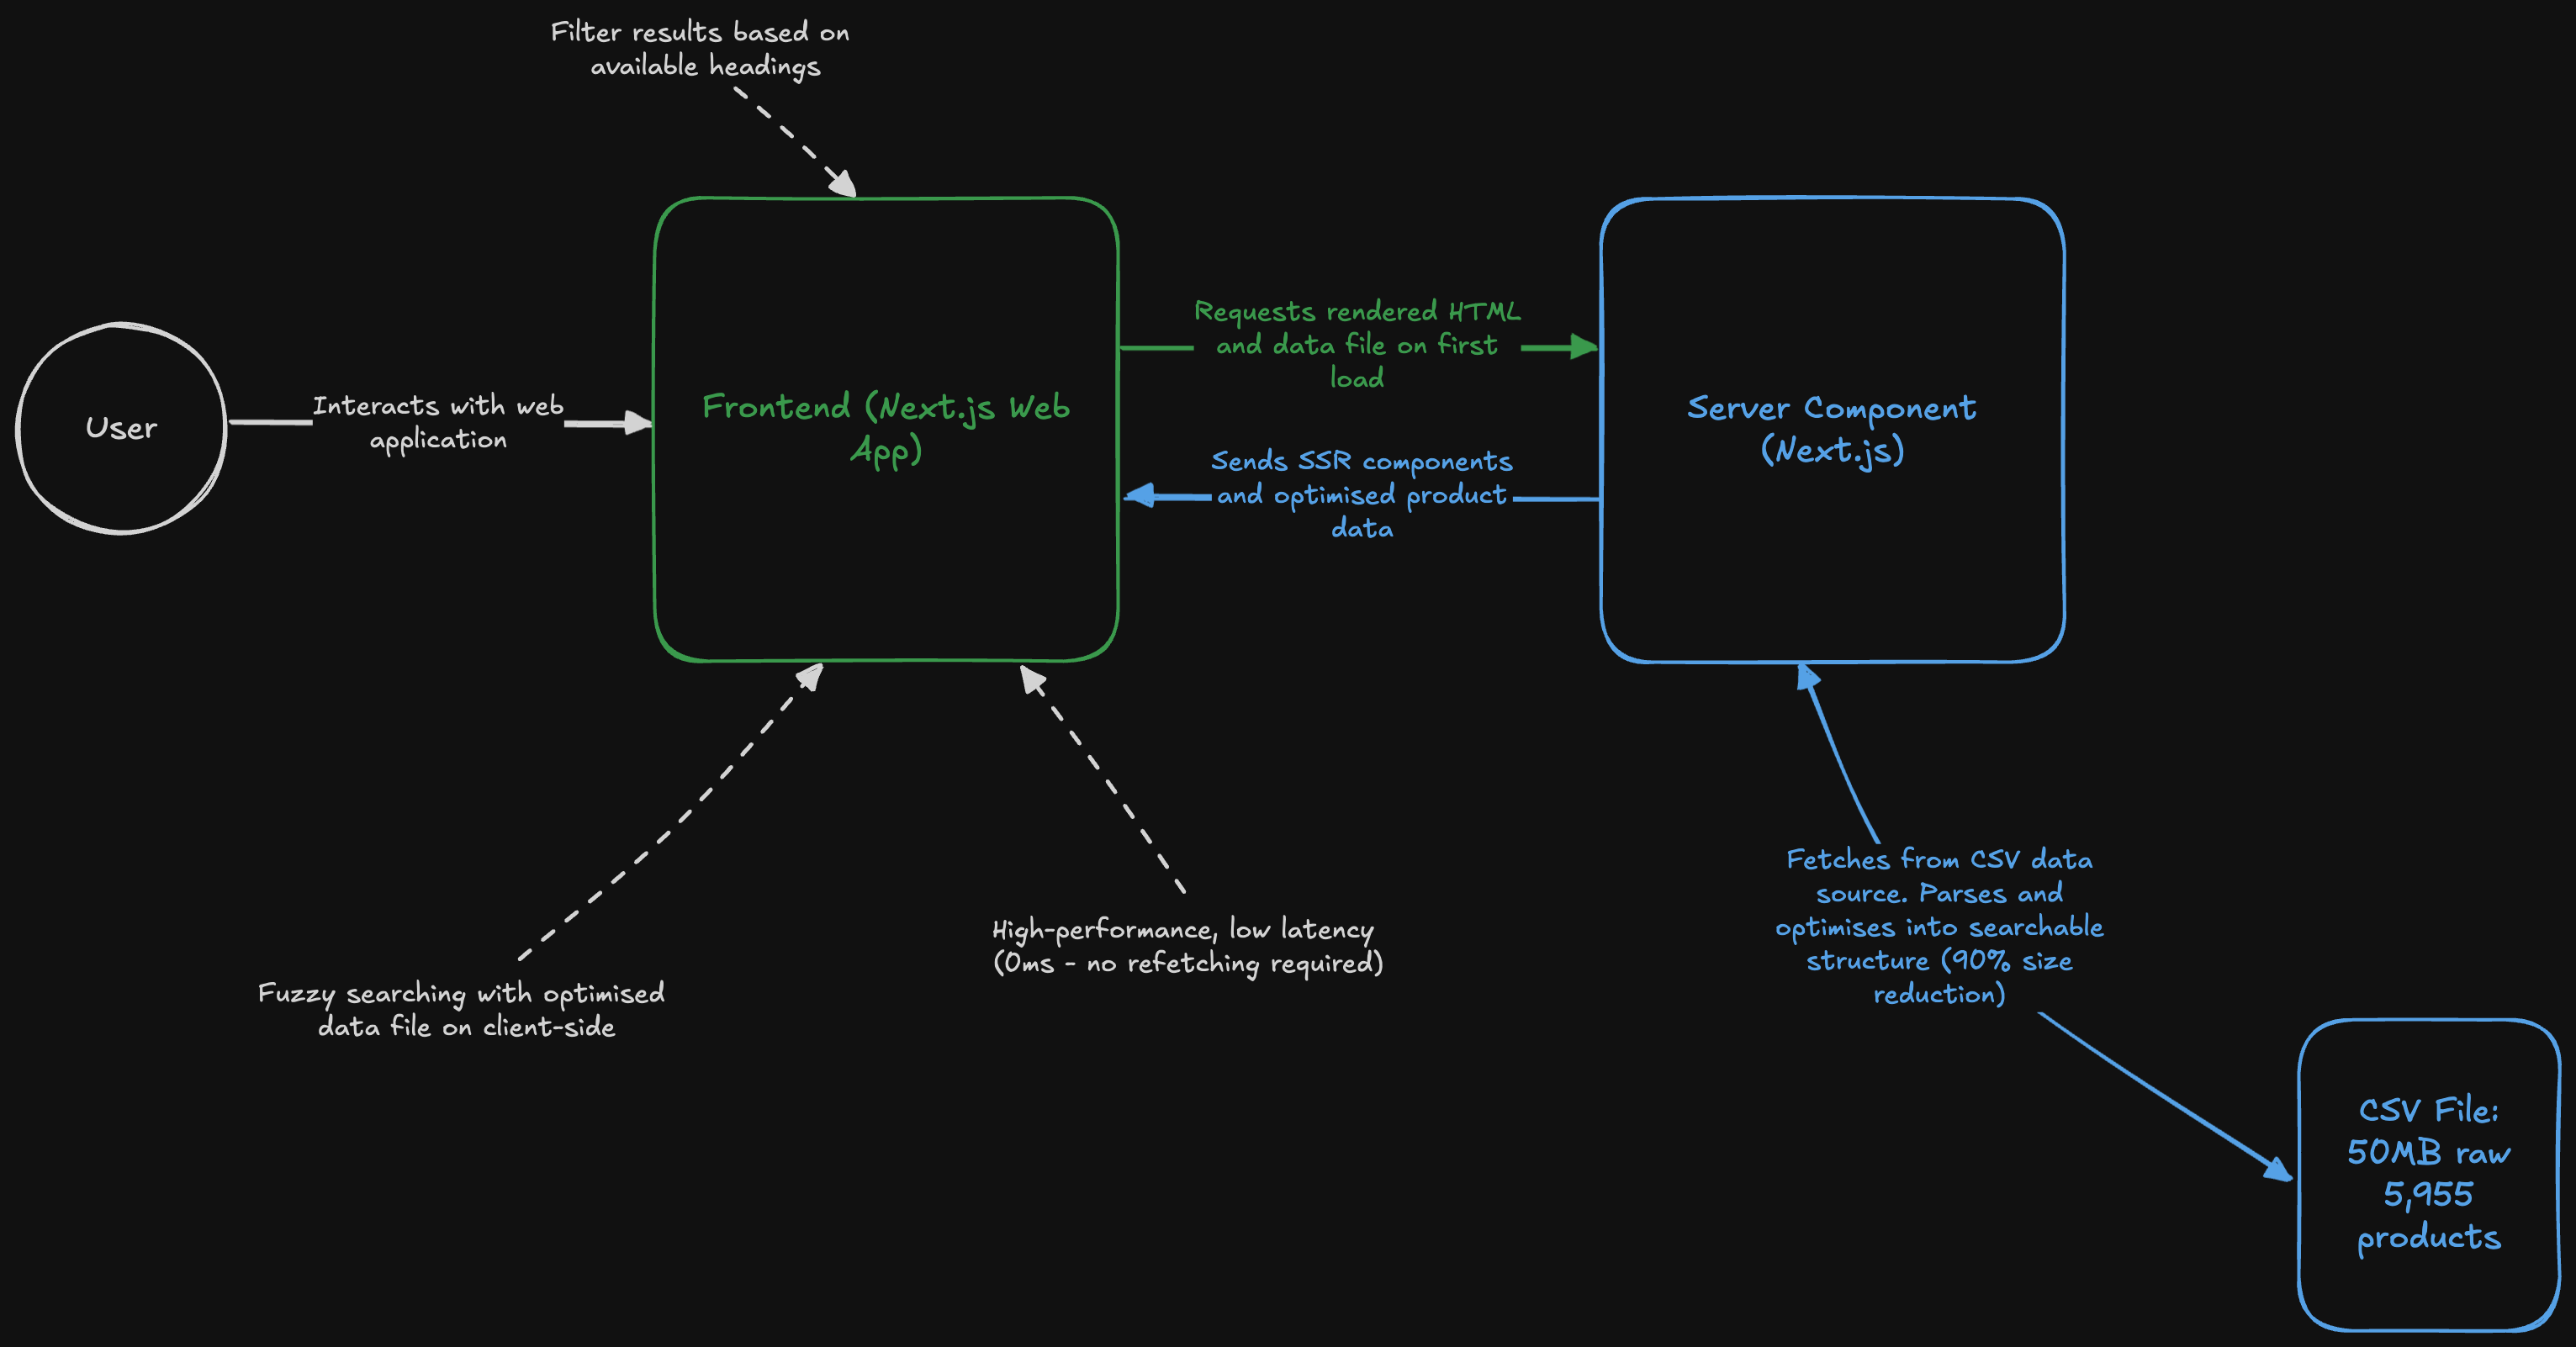 Filter results based on
available headings
User
Interacts with web
application
Frontend (Next.js Web
App)
Requests rendered HTML
and data file on first
load
Sends SSR components
and optimised product
data
Server Component
(Next.js)
Fuzzy searching with optimised
data file on client-side
High-performance, low latency
(0ms - no refetching required)
Fetches from CSV data
source. Parses and
optimises into searchable
structure (90% size
reduction)
CSV File:
50MB raw
5,955
products